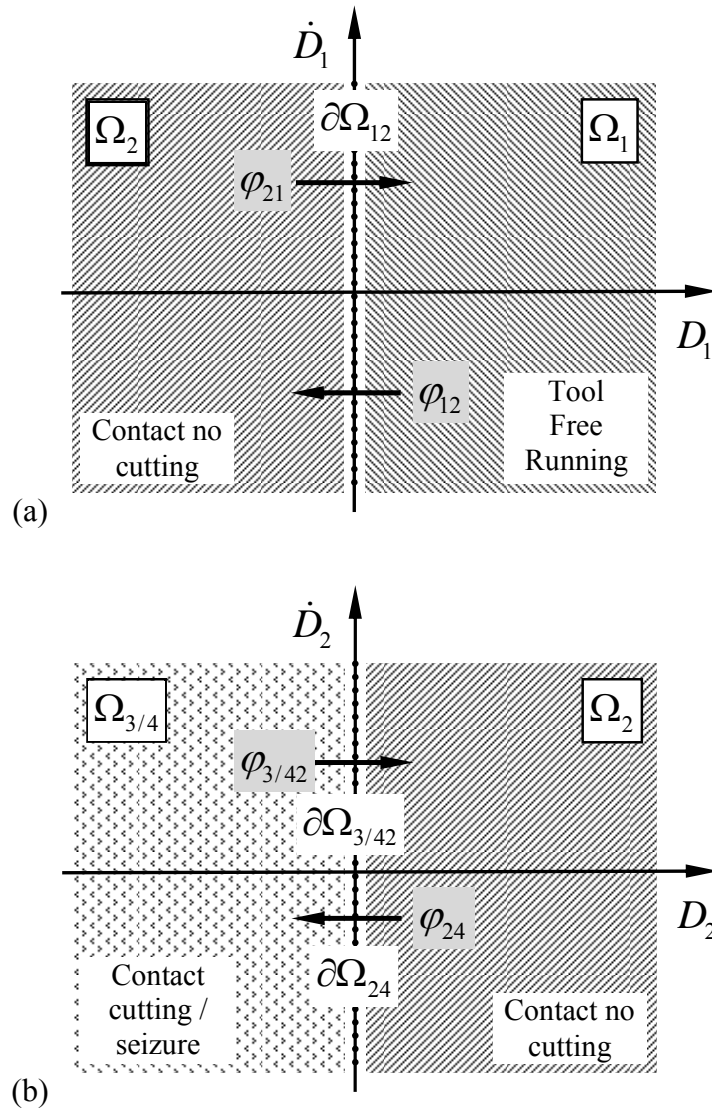 Ḋ₁
Ω₂
∂Ω₁₂
Ω₁
φ₂₁
D₁
φ₁₂
Contact no
cutting
Tool
Free
Running
(a)
Ḋ₂
Ω₃/₄
Ω₂
φ₃/₄₂
∂Ω₃/₄₂
D₂
φ₂₄
∂Ω₂₄
Contact
cutting /
seizure
Contact no
cutting
(b)